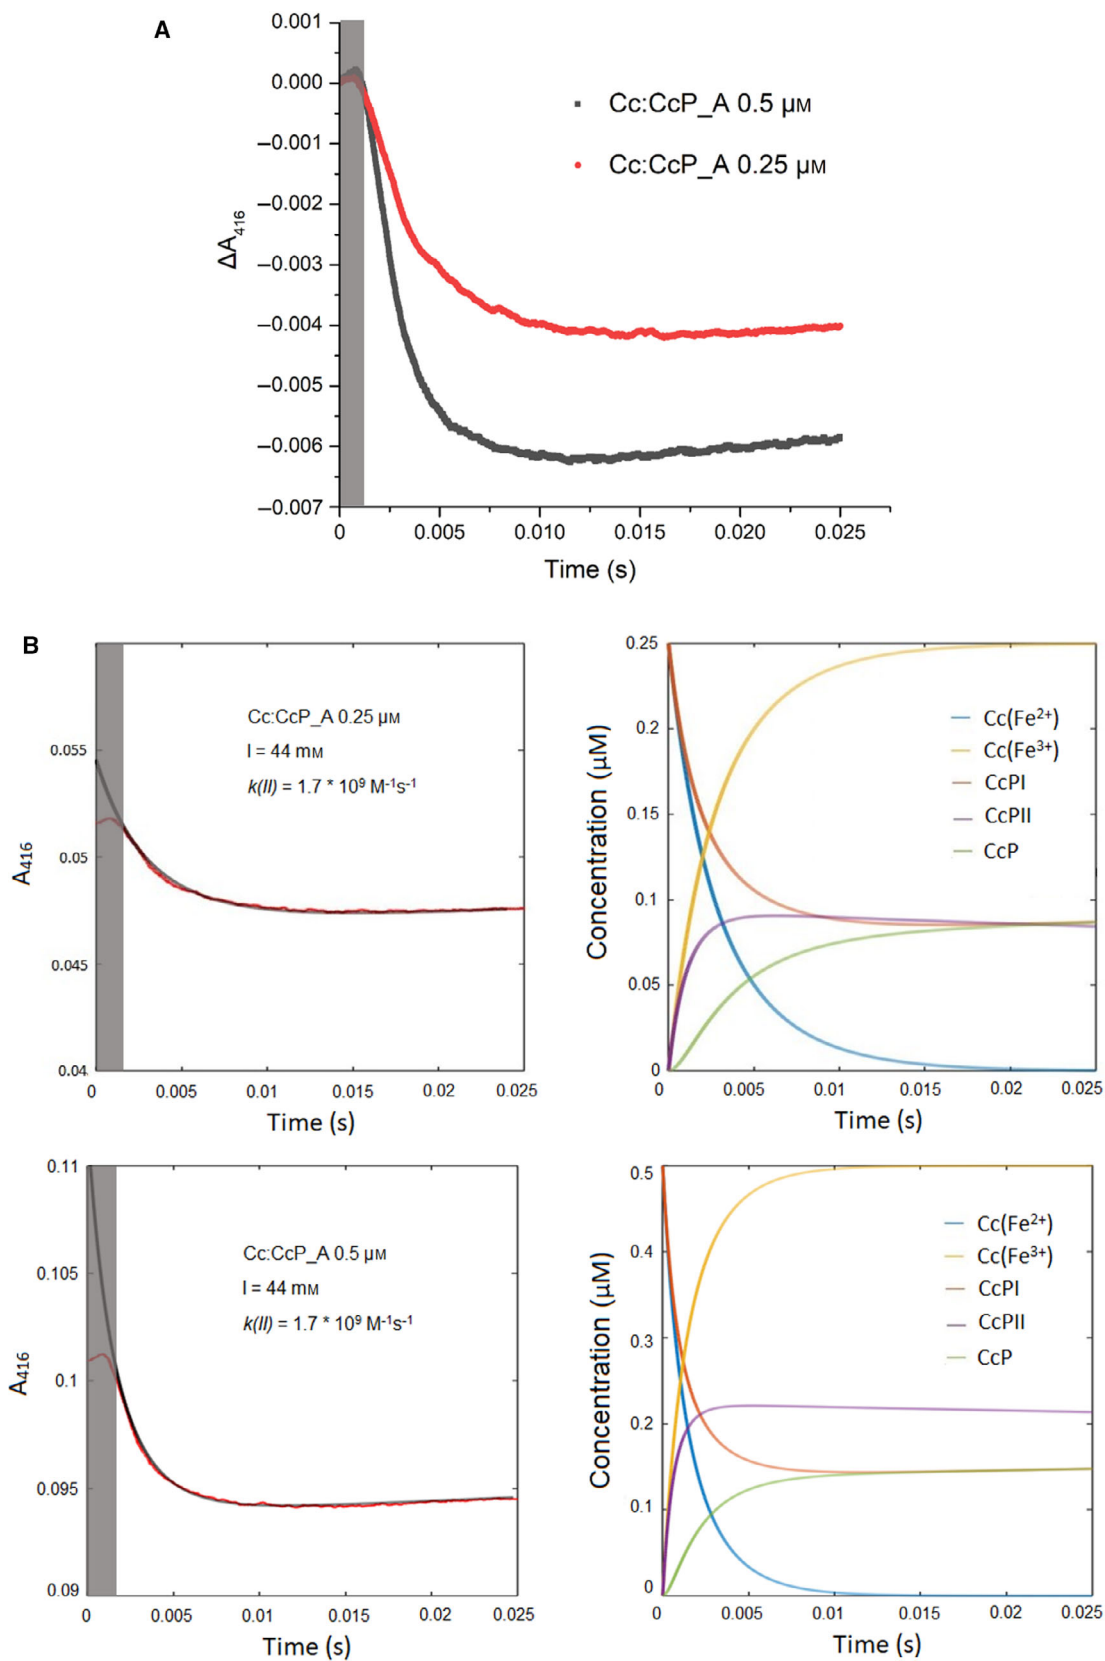 A
0.001
0.000
−0.001
−0.002
−0.003
−0.004
−0.005
−0.006
−0.007
ΔA416
Cc:CcP_A 0.5 μM
Cc:CcP_A 0.25 μM
0 0.005 0.010 0.015 0.020 0.025
Time (s)
B
0.055
0.05
0.045
0.04
A416
Cc:CcP_A 0.25 μM
I = 44 mM
k(II) = 1.7 * 10⁹ M⁻¹s⁻¹
0 0.005 0.01 0.015 0.02 0.025
Time (s)
0.25
0.2
0.15
0.1
0.05
0
Concentration (μM)
Cc(Fe²⁺)
Cc(Fe³⁺)
CcPI
CcPII
CcP
0 0.005 0.01 0.015 0.02 0.025
Time (s)
0.11
0.105
0.1
0.095
0.09
A416
Cc:CcP_A 0.5 μM
I = 44 mM
k(II) = 1.7 * 10⁹ M⁻¹s⁻¹
0 0.005 0.01 0.015 0.02 0.025
Time (s)
0.5
0.4
0.3
0.2
0.1
0
Concentration (μM)
Cc(Fe²⁺)
Cc(Fe³⁺)
CcPI
CcPII
CcP
0 0.005 0.01 0.015 0.02 0.025
Time (s)